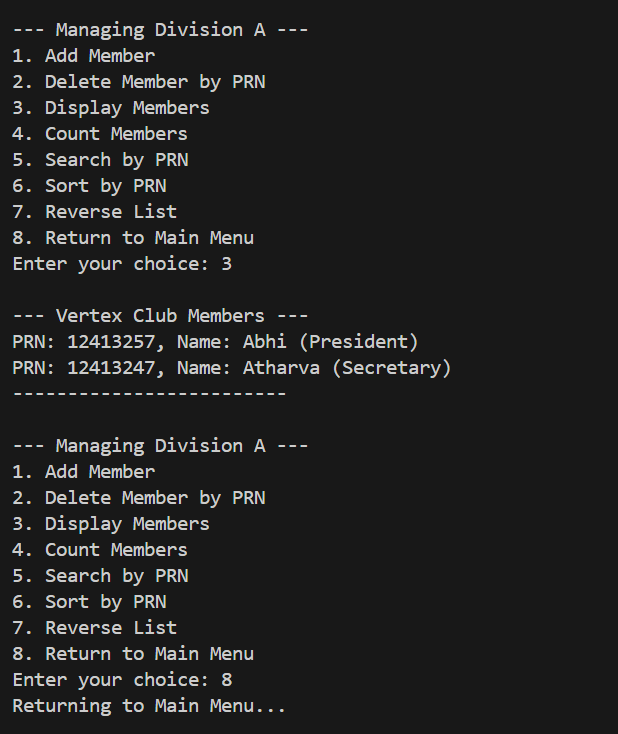 --- Managing Division A ---
1. Add Member
2. Delete Member by PRN
3. Display Members
4. Count Members
5. Search by PRN
6. Sort by PRN
7. Reverse List
8. Return to Main Menu
Enter your choice: 3

--- Vertex Club Members ---
PRN: 12413257, Name: Abhi (President)
PRN: 12413247, Name: Atharva (Secretary)
-------------------------

--- Managing Division A ---
1. Add Member
2. Delete Member by PRN
3. Display Members
4. Count Members
5. Search by PRN
6. Sort by PRN
7. Reverse List
8. Return to Main Menu
Enter your choice: 8
Returning to Main Menu...